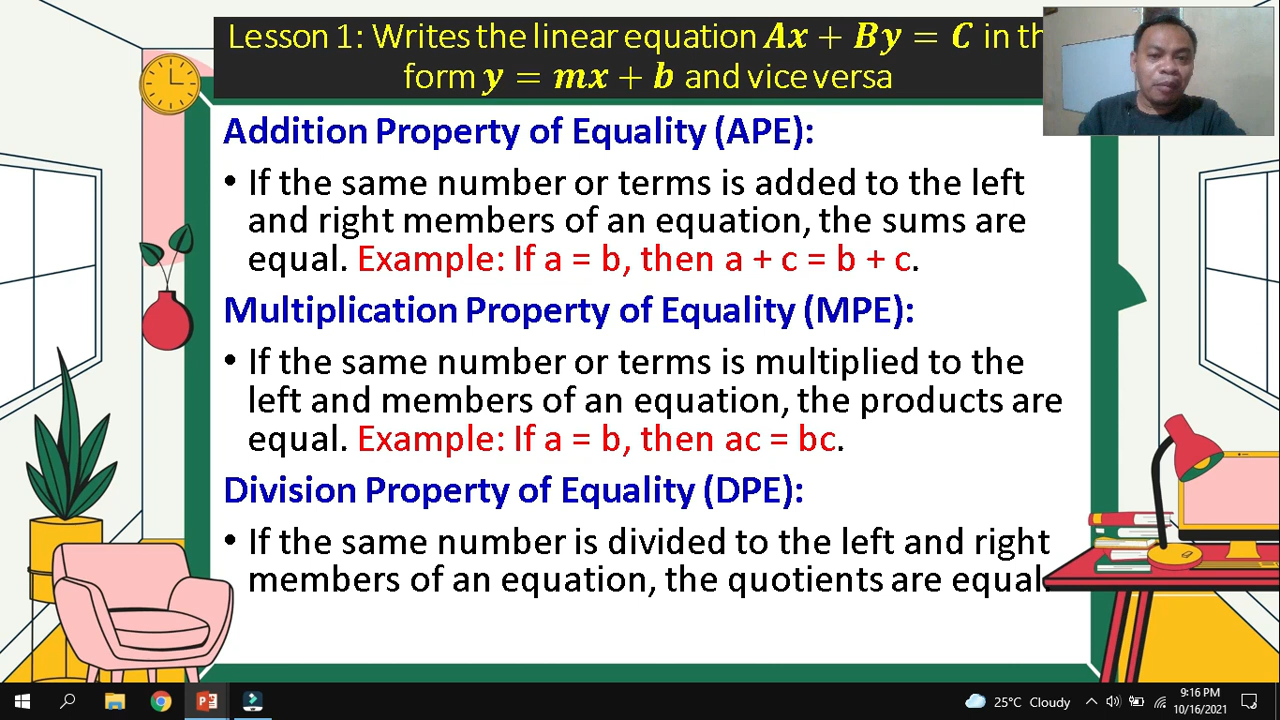 Lesson 1: Writes the linear equation Ax + By = C in th
form y = mx + b and vice versa
Addition Property of Equality (APE):
• If the same number or terms is added to the left
and right members of an equation, the sums are
equal. Example: If a = b, then a + c = b + c.
Multiplication Property of Equality (MPE):
• If the same number or terms is multiplied to the
left and members of an equation, the products are
equal. Example: If a = b, then ac = bc.
Division Property of Equality (DPE):
• If the same number is divided to the left and right
members of an equation, the quotients are equal.
25°C Cloudy
9:16 PM
10/16/2021